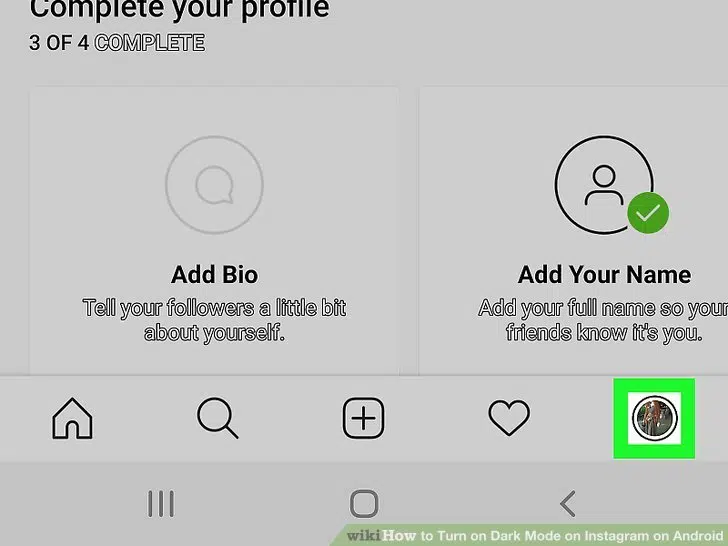 Complete your profile
3 OF 4 COMPLETE
Add Bio
Tell your followers a little bit
about yourself.
Add Your Name
Add your full name so your
friends know it's you.
wikiHow to Turn on Dark Mode on Instagram on Android